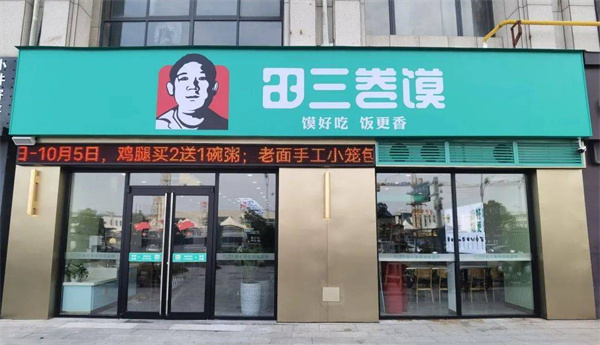 田三卷馍
馍好吃 饭更香
日-10月5日，鸡腿买2送1碗粥；老面手工小笼包